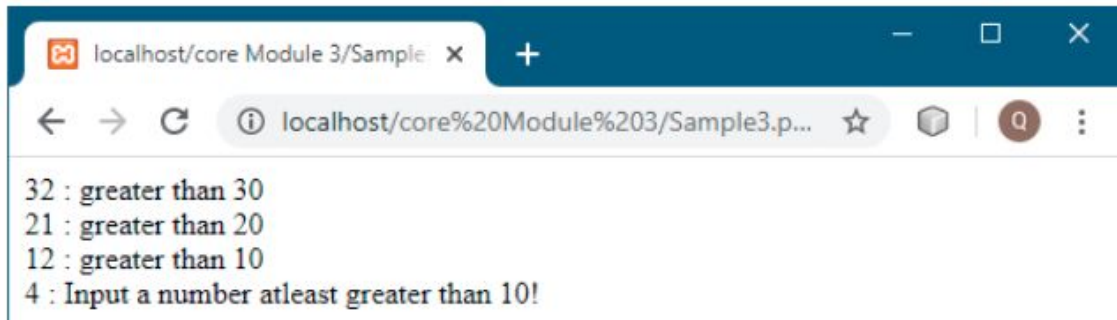 localhost/core Module 3/Sample
localhost/core%20Module%203/Sample3.p...
Q
32 : greater than 30
21 : greater than 20
12 : greater than 10
4 : Input a number atleast greater than 10!